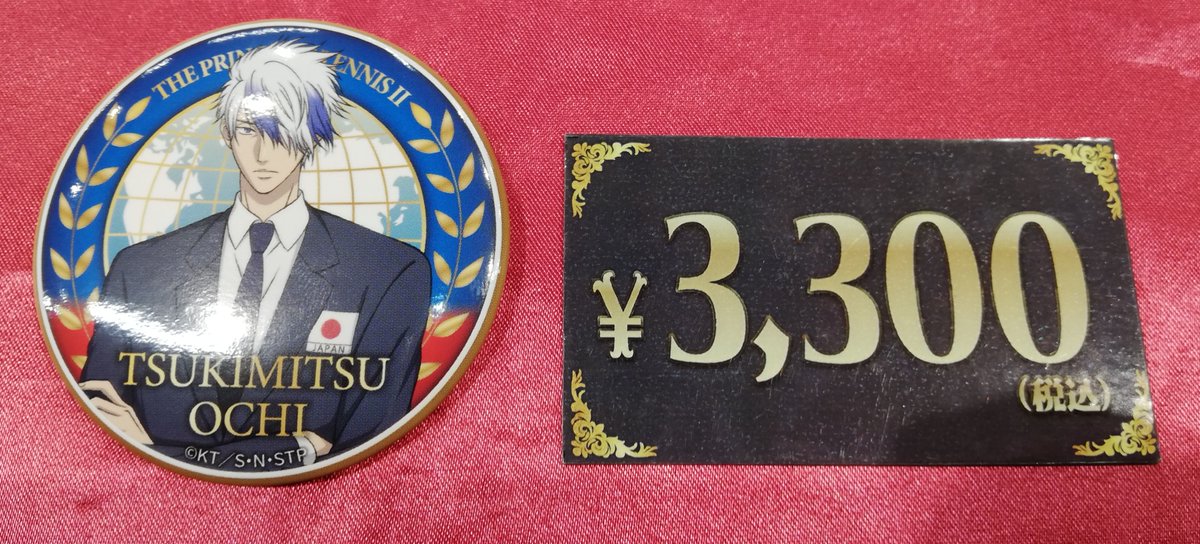 THE PRIN ENNIS II
JAPAN
TSUKIMITSU
OCHI
©KT/S・N・STP
¥3,300
(税込)